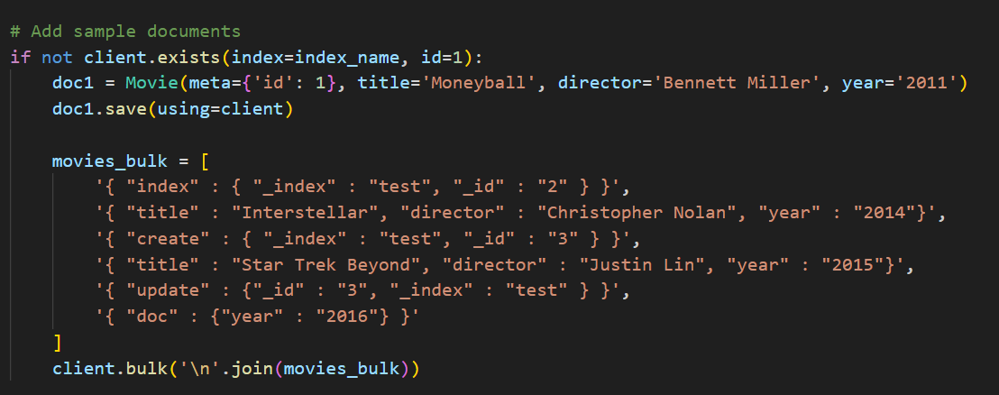 # Add sample documents
if not client.exists(index=index_name, id=1):
    doc1 = Movie(meta={'id': 1}, title='Moneyball', director='Bennett Miller', year='2011')
    doc1.save(using=client)

    movies_bulk = [
        '{ "index" : { "_index" : "test", "_id" : "2" } }',
        '{ "title" : "Interstellar", "director" : "Christopher Nolan", "year" : "2014"}',
        '{ "create" : { "_index" : "test", "_id" : "3" } }',
        '{ "title" : "Star Trek Beyond", "director" : "Justin Lin", "year" : "2015"}',
        '{ "update" : {"_id" : "3", "_index" : "test" } }',
        '{ "doc" : {"year" : "2016"} }'
    ]
    client.bulk('\n'.join(movies_bulk))